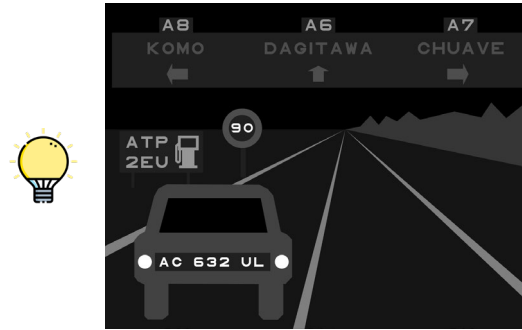 A8 A6 A7
KOMO DAGITAWA CHUAVE
90
ATP
2EU
AC 632 UL